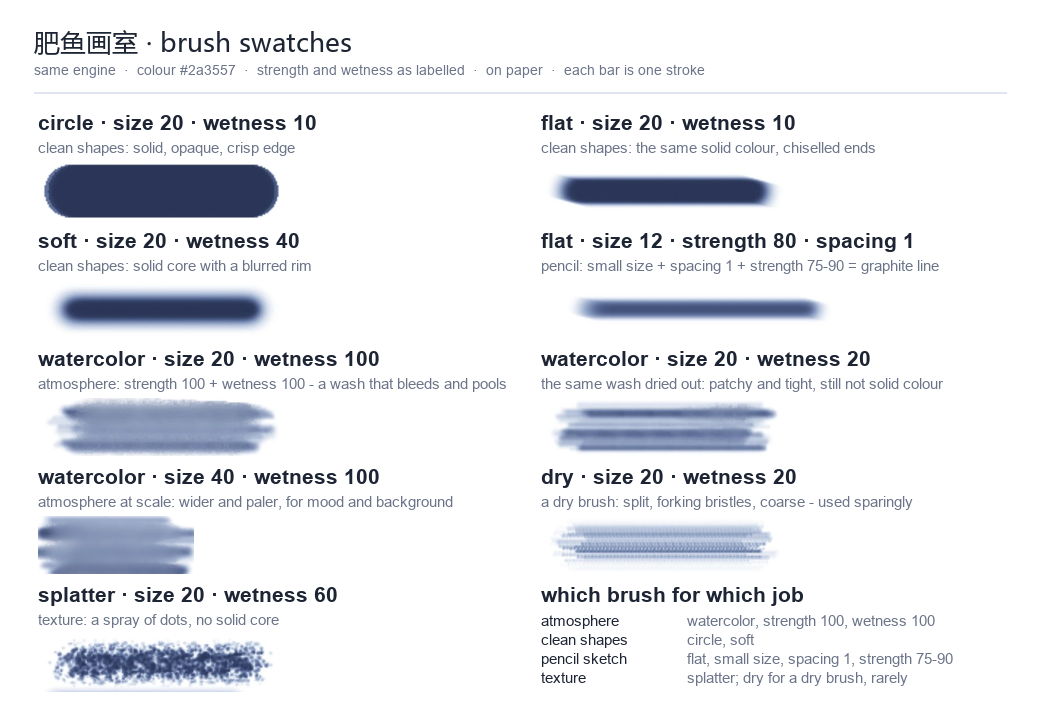 肥鱼画室 · brush swatches
same engine · colour #2a3557 · strength and wetness as labelled · on paper · each bar is one stroke
circle · size 20 · wetness 10
clean shapes: solid, opaque, crisp edge
flat · size 20 · wetness 10
clean shapes: the same solid colour, chiselled ends
soft · size 20 · wetness 40
clean shapes: solid core with a blurred rim
flat · size 12 · strength 80 · spacing 1
pencil: small size + spacing 1 + strength 75-90 = graphite line
watercolor · size 20 · wetness 100
atmosphere: strength 100 + wetness 100 - a wash that bleeds and pools
watercolor · size 20 · wetness 20
the same wash dried out: patchy and tight, still not solid colour
watercolor · size 40 · wetness 100
atmosphere at scale: wider and paler, for mood and background
dry · size 20 · wetness 20
a dry brush: split, forking bristles, coarse - used sparingly
splatter · size 20 · wetness 60
texture: a spray of dots, no solid core
which brush for which job
atmosphere watercolor, strength 100, wetness 100
clean shapes circle, soft
pencil sketch flat, small size, spacing 1, strength 75-90
texture splatter; dry for a dry brush, rarely